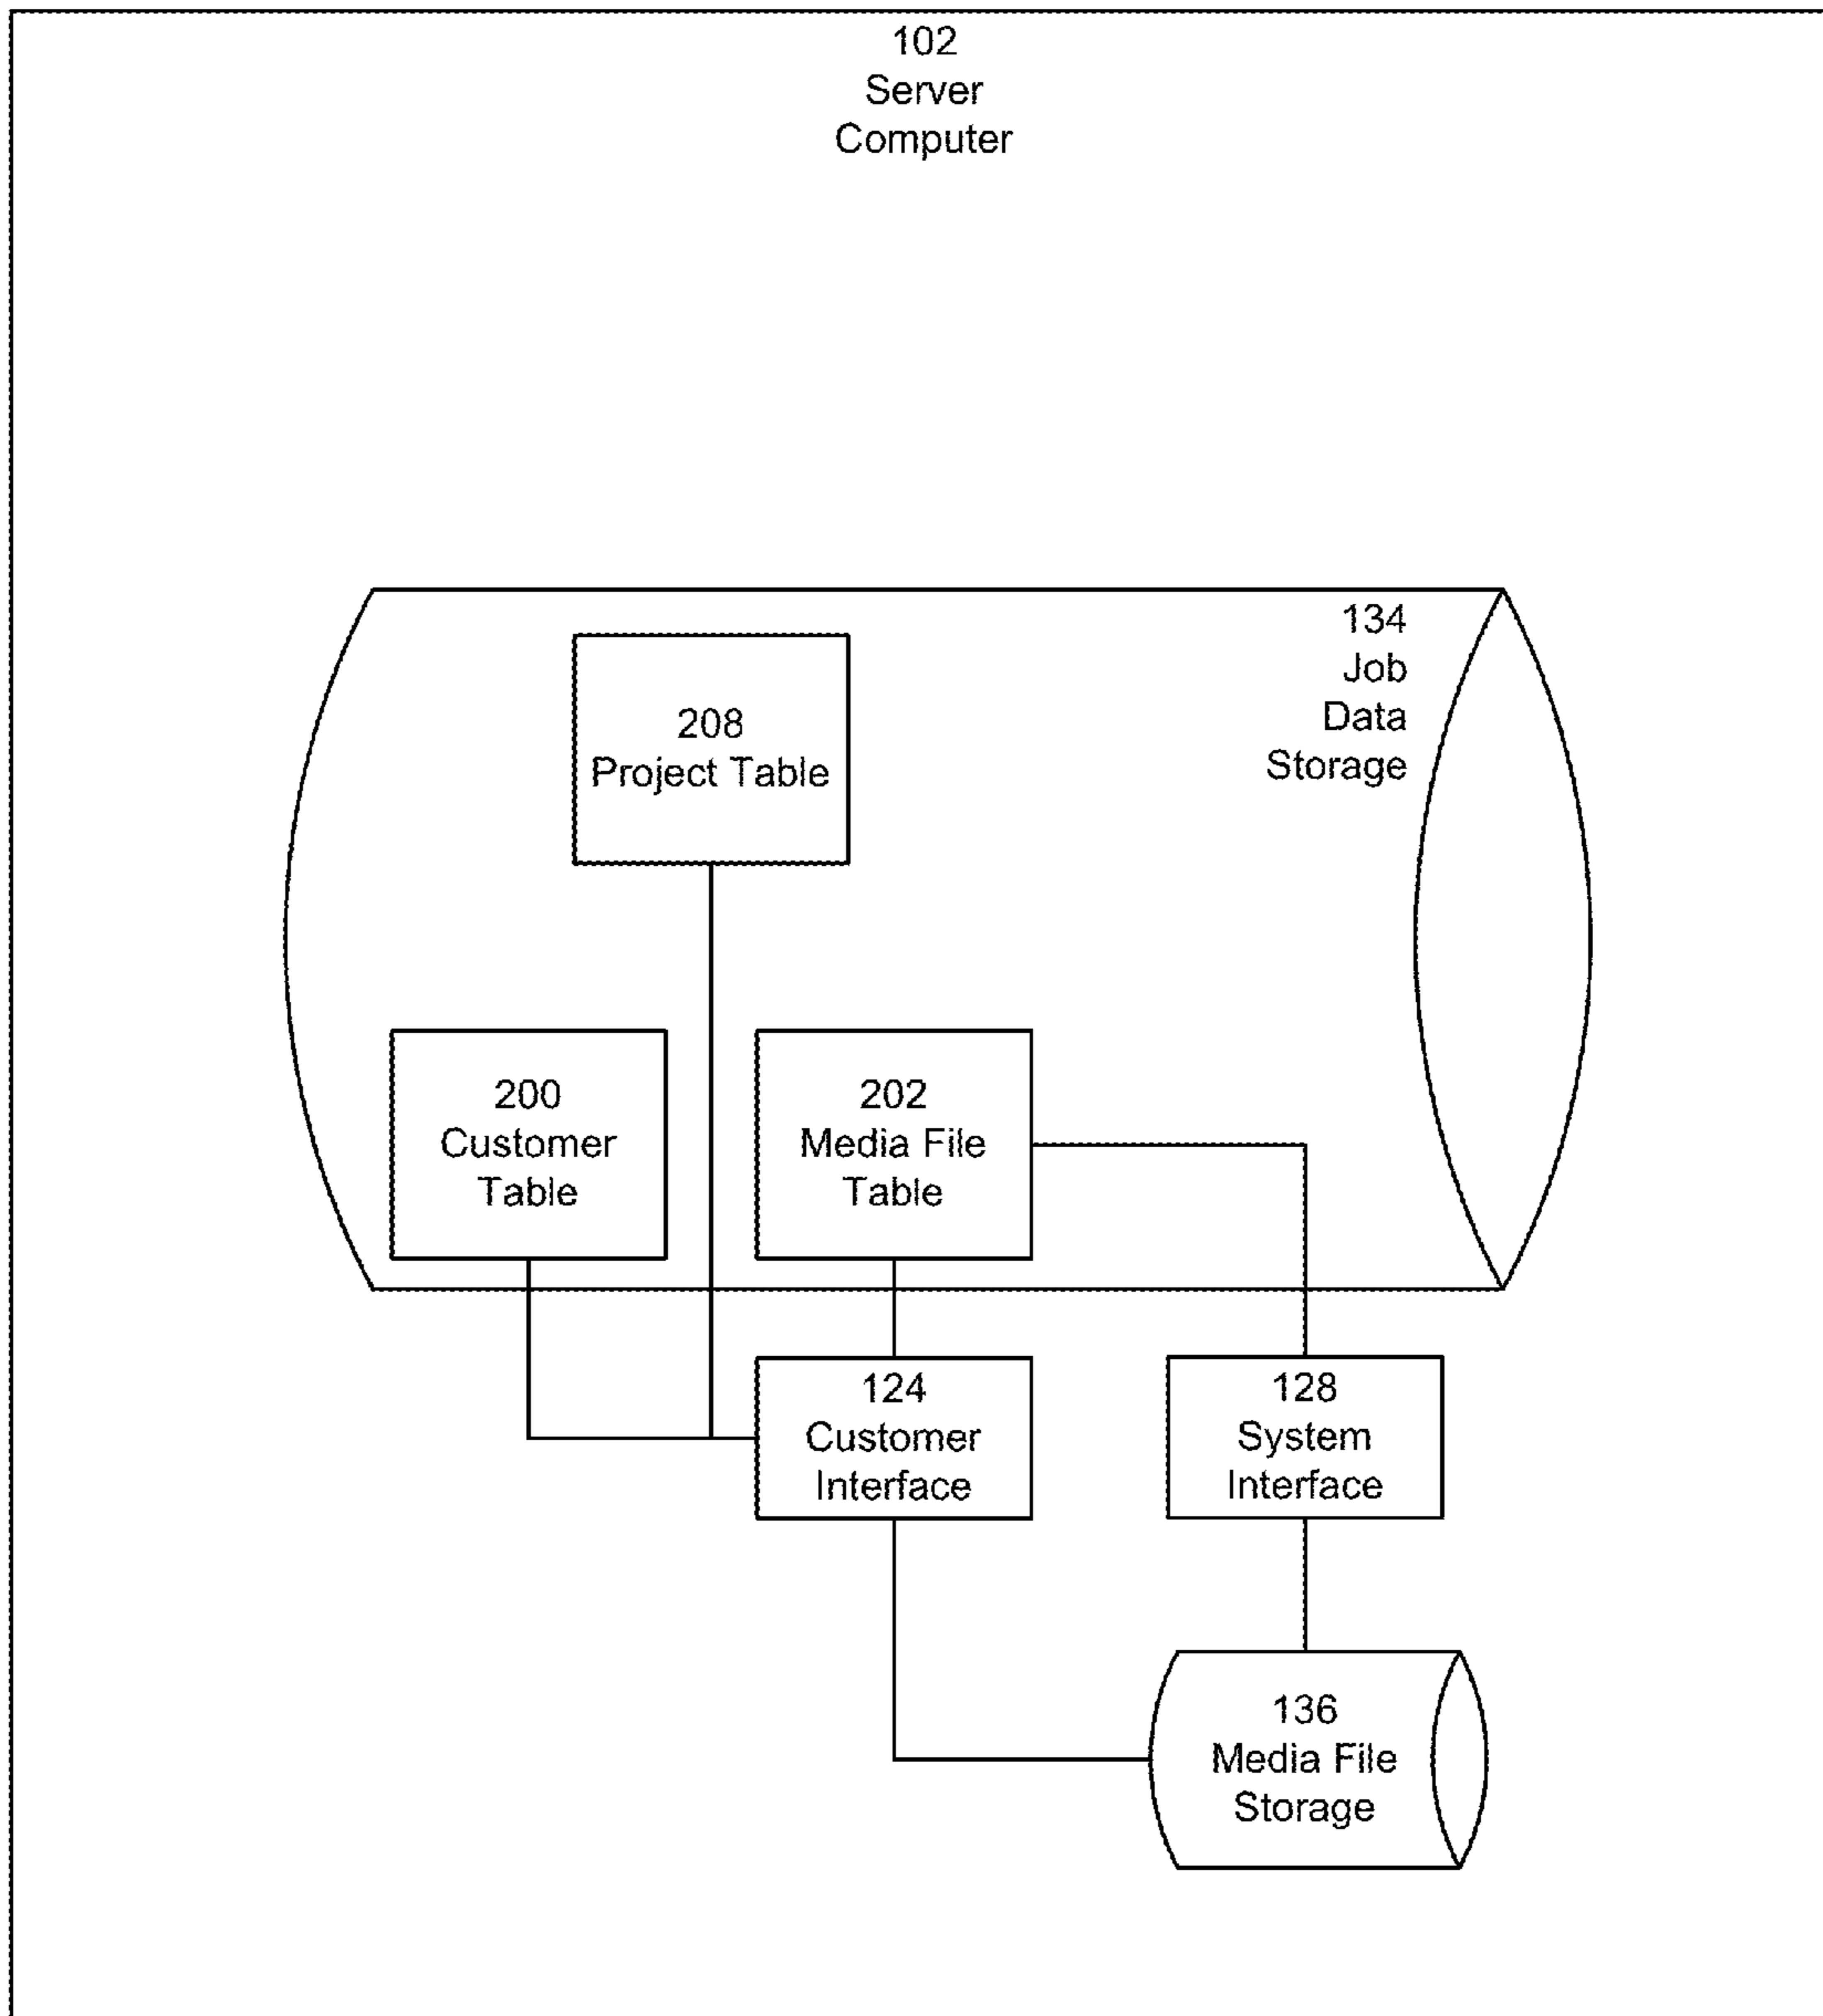 102
Server
Computer
134
Job
Data
Storage
208
Project Table
200
Customer
Table
202
Media File
Table
124
Customer
Interface
128
System
Interface
136
Media File
Storage